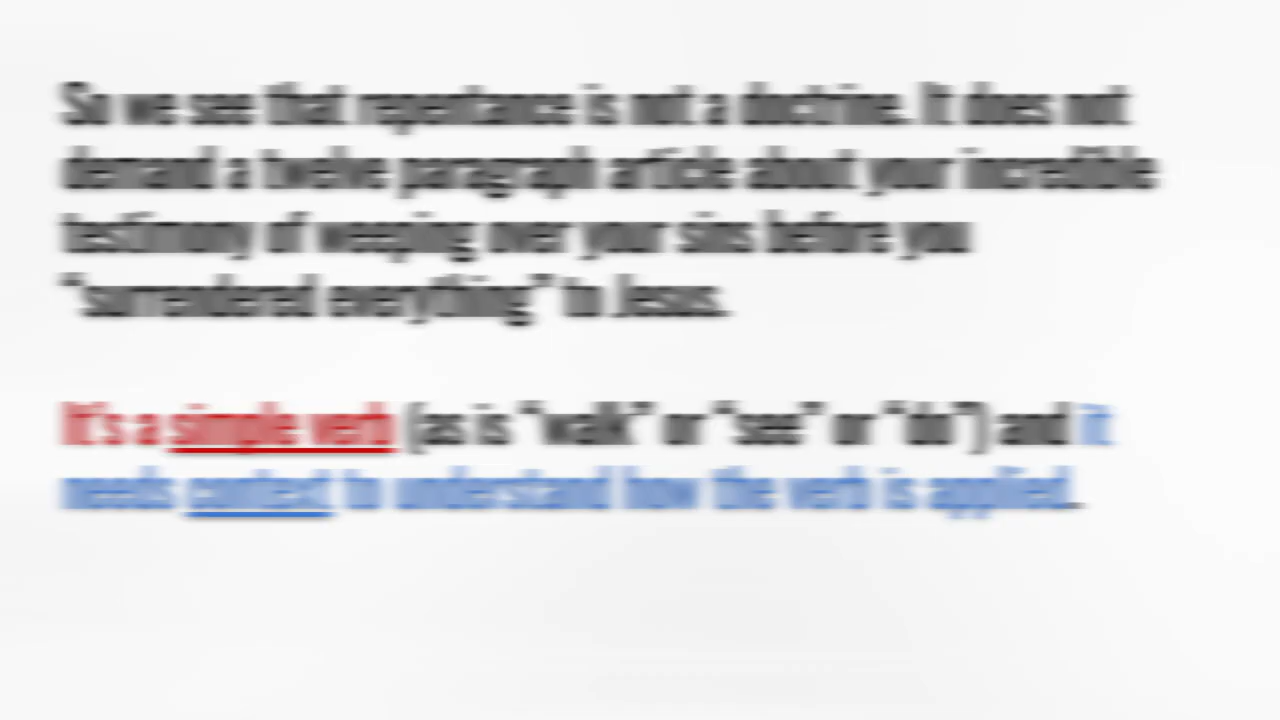 So we see that repentance is not a doctrine. It does not
demand a twelve paragraph article about your incredible
testimony of weeping over your sins before you
"surrendered everything" to Jesus.
It's a simple verb (as is "walk" or "see" or "do") and it
needs context to understand how the verb is applied.